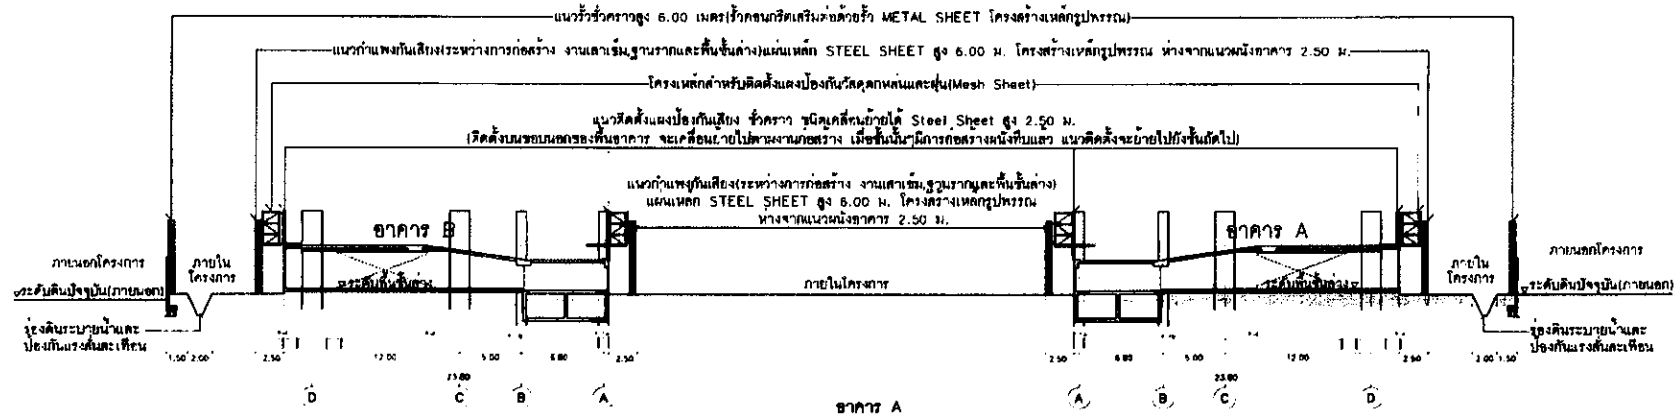 แนวรั้วชั่วคราวสูง 6.00 เมตร(รั้วคอนกรีตเสริมต่อด้วยรั้ว METAL SHEET โครงสร้างเหล็กรูปพรรณ)
แนวกำแพงกันเสียง(ระหว่างการก่อสร้าง งานเสาเข็ม,ฐานรากและพื้นชั้นล่าง)แผ่นเหล็ก STEEL SHEET สูง 6.00 ม. โครงสร้างเหล็กรูปพรรณ ห่างจากแนวผนังอาคาร 2.50 ม.
โครงเหล็กสำหรับติดตั้งแผงป้องกันวัสดุตกหล่นและฝุ่น(Mesh Sheet)
แนวติดตั้งแผงป้องกันเสียง ชั่วคราว ชนิดเคลื่อนย้ายได้ Steel Sheet สูง 2.50 ม.
(ติดตั้งบนขอบนอกของพื้นอาคาร จะเคลื่อนย้ายไปตามงานก่อสร้าง เมื่อชั้นนั้นๆมีการก่อสร้างผนังทึบแล้ว แนวติดตั้งจะย้ายไปยังชั้นถัดไป)
แนวกำแพงกันเสียง(ระหว่างการก่อสร้าง งานเสาเข็ม,ฐานรากและพื้นชั้นล่าง)
แผ่นเหล็ก STEEL SHEET สูง 6.00 ม. โครงสร้างเหล็กรูปพรรณ
ห่างจากแนวผนังอาคาร 2.50 ม.
อาคาร B
อาคาร A
ภายนอกโครงการ
ภายใน
โครงการ
ภายในโครงการ
ภายใน
โครงการ
ภายนอกโครงการ
ระดับดินปัจจุบัน(ภายนอก)
ระดับพื้นชั้นล่าง
ระดับพื้นชั้นล่าง
ระดับดินปัจจุบัน(ภายนอก)
ร่องดินระบายน้ำและ
ป้องกันแรงสั่นสะเทือน
ร่องดินระบายน้ำและ
ป้องกันแรงสั่นสะเทือน
1.50 2.00 2.50 12.00 5.00 6.80 2.50
2.50 6.80 5.00 12.00 2.50 2.00 1.50
23.80
23.80
D C B A
A B C D
อาคาร A